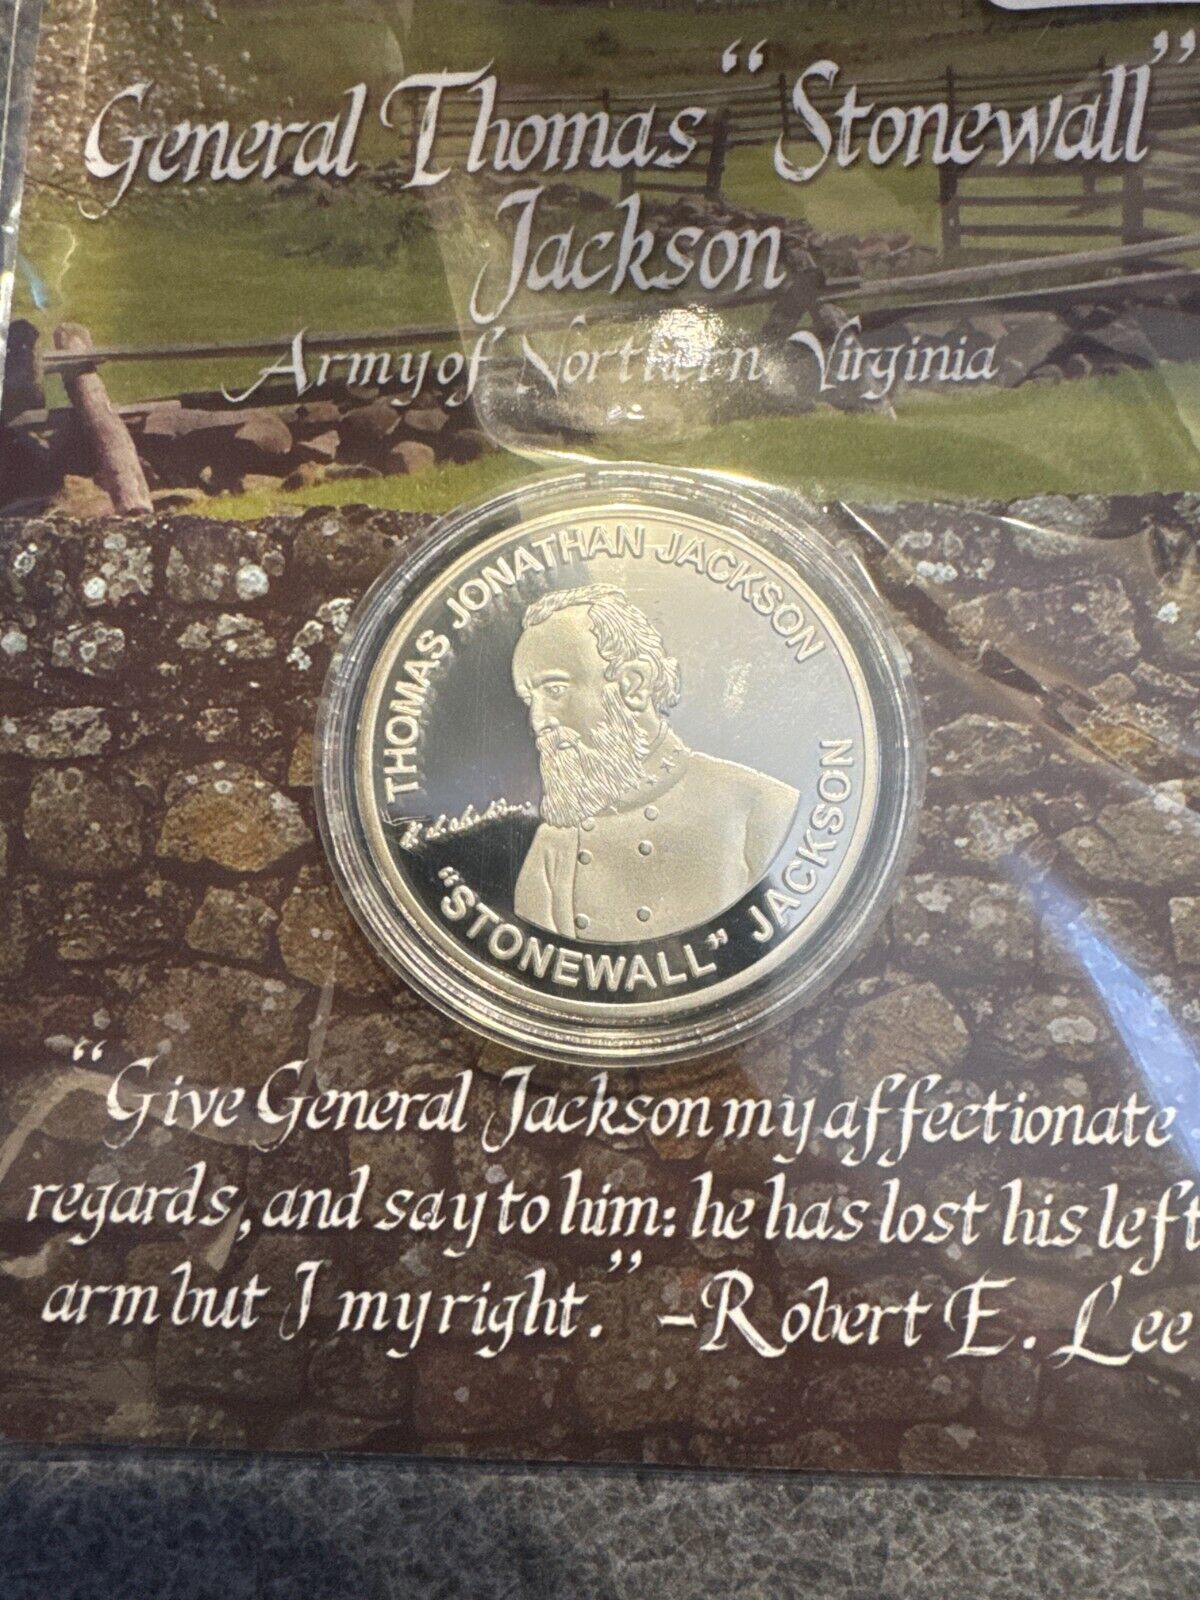 General Thomas "Stonewall"
Jackson
Army of Northern Virginia
THOMAS JONATHAN JACKSON
"STONEWALL" JACKSON
"Give General Jackson my affectionate
regards, and say to him: he has lost his left
arm but I my right." -Robert E. Lee